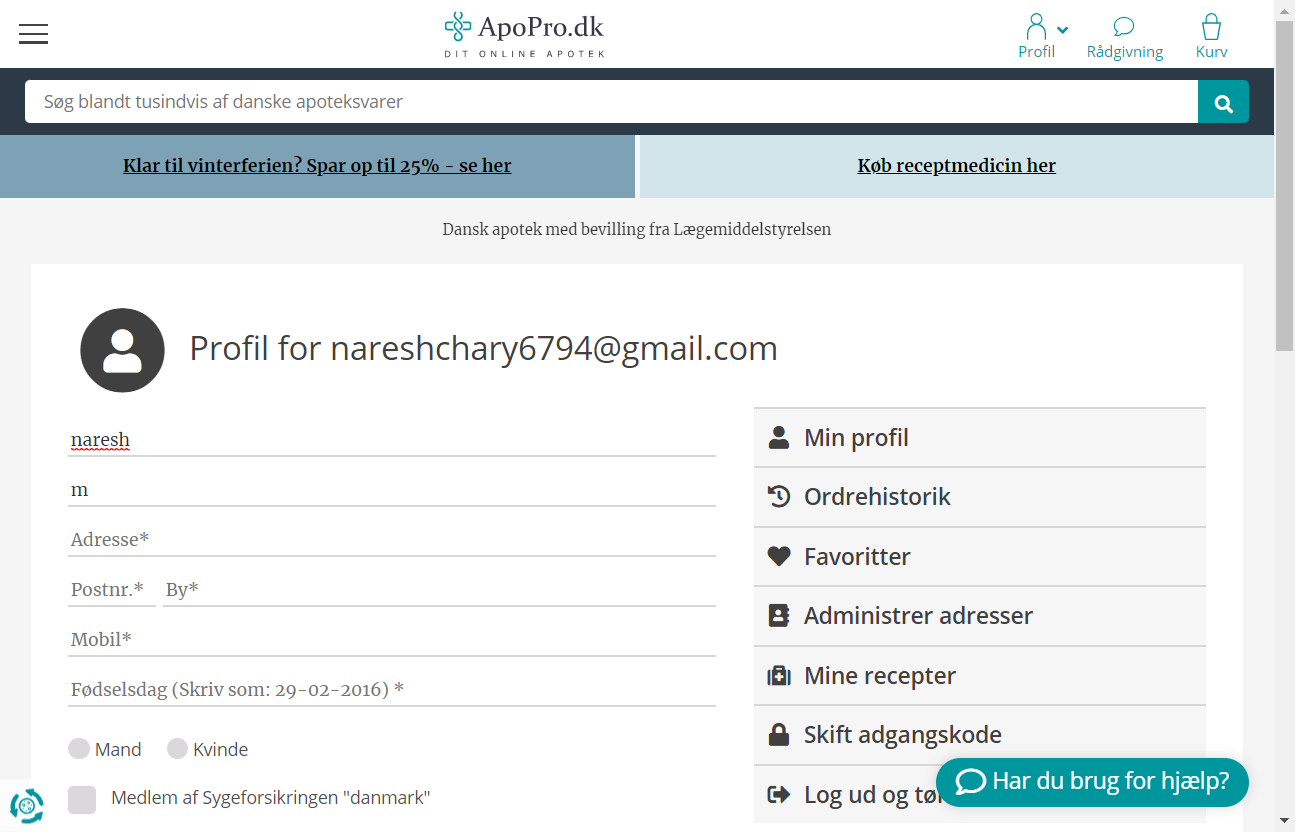 ApoPro.dk
DIT ONLINE APOTEK
Profil
Rådgivning
Kurv
Søg blandt tusindvis af danske apoteksvarer
Klar til vinterferien? Spar op til 25% - se her
Køb receptmedicin her
Dansk apotek med bevilling fra Lægemiddelstyrelsen
Profil for nareshchary6794@gmail.com
naresh
m
Adresse*
Postnr.* By*
Mobil*
Fødselsdag (Skriv som: 29-02-2016) *
Mand Kvinde
Medlem af Sygeforsikringen "danmark"
Min profil
Ordrehistorik
Favoritter
Administrer adresser
Mine recepter
Skift adgangskode
Log ud og
Har du brug for hjælp?